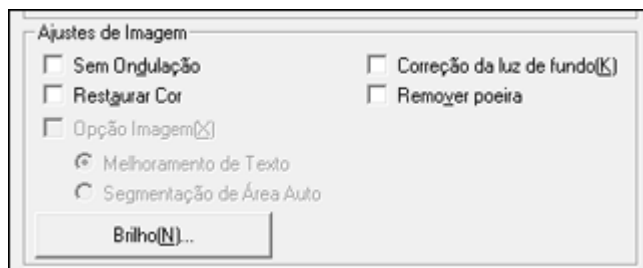 Ajustes de Imagem
Sem Ondulação
Correção da luz de fundo(K)
Restaurar Cor
Remover poeira
Opção Imagem(X)
Melhoramento de Texto
Segmentação de Área Auto
Brilho(N)...